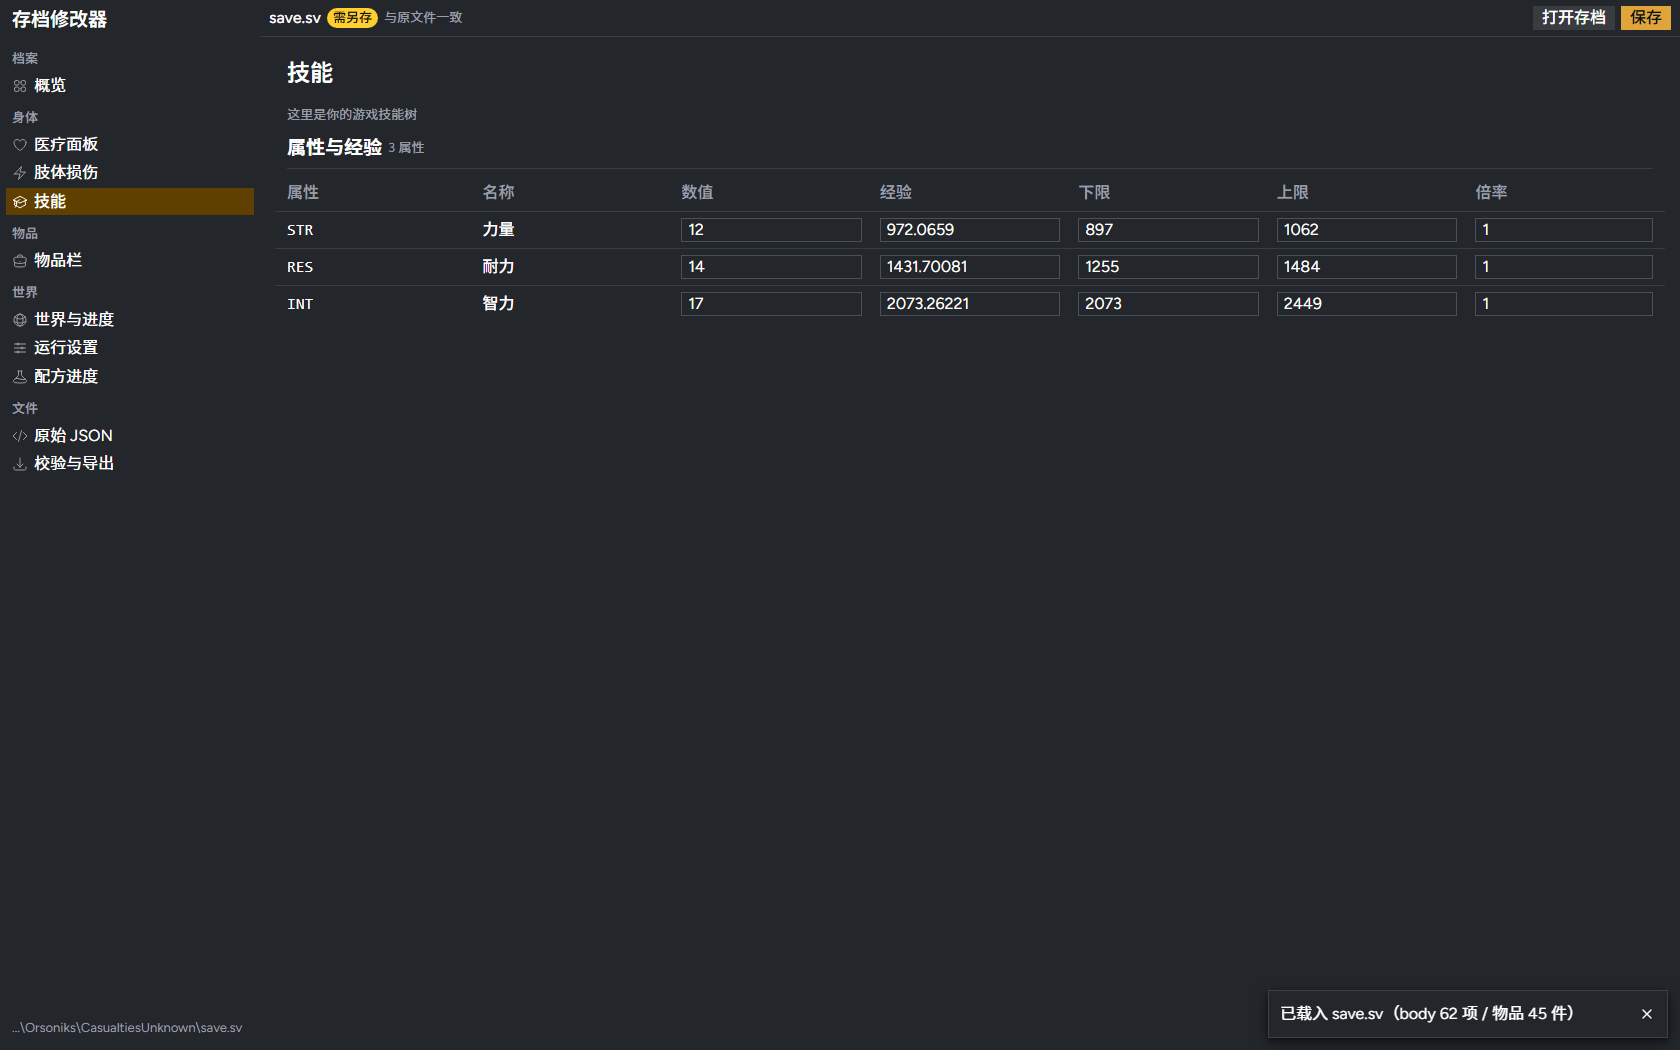 存档修改器
档案
概览
身体
医疗面板
肢体损伤
技能
物品
物品栏
世界
世界与进度
运行设置
配方进度
文件
原始 JSON
校验与导出
...\Orsoniks\CasualtiesUnknown\save.sv
save.sv 需另存 与原文件一致
打开存档 保存
技能
这里是你的游戏技能树
属性与经验 3 属性
属性 名称 数值 经验 下限 上限 倍率
STR 力量 12 972.0659 897 1062 1
RES 耐力 14 1431.70081 1255 1484 1
INT 智力 17 2073.26221 2073 2449 1
已载入 save.sv（body 62 项 / 物品 45 件）